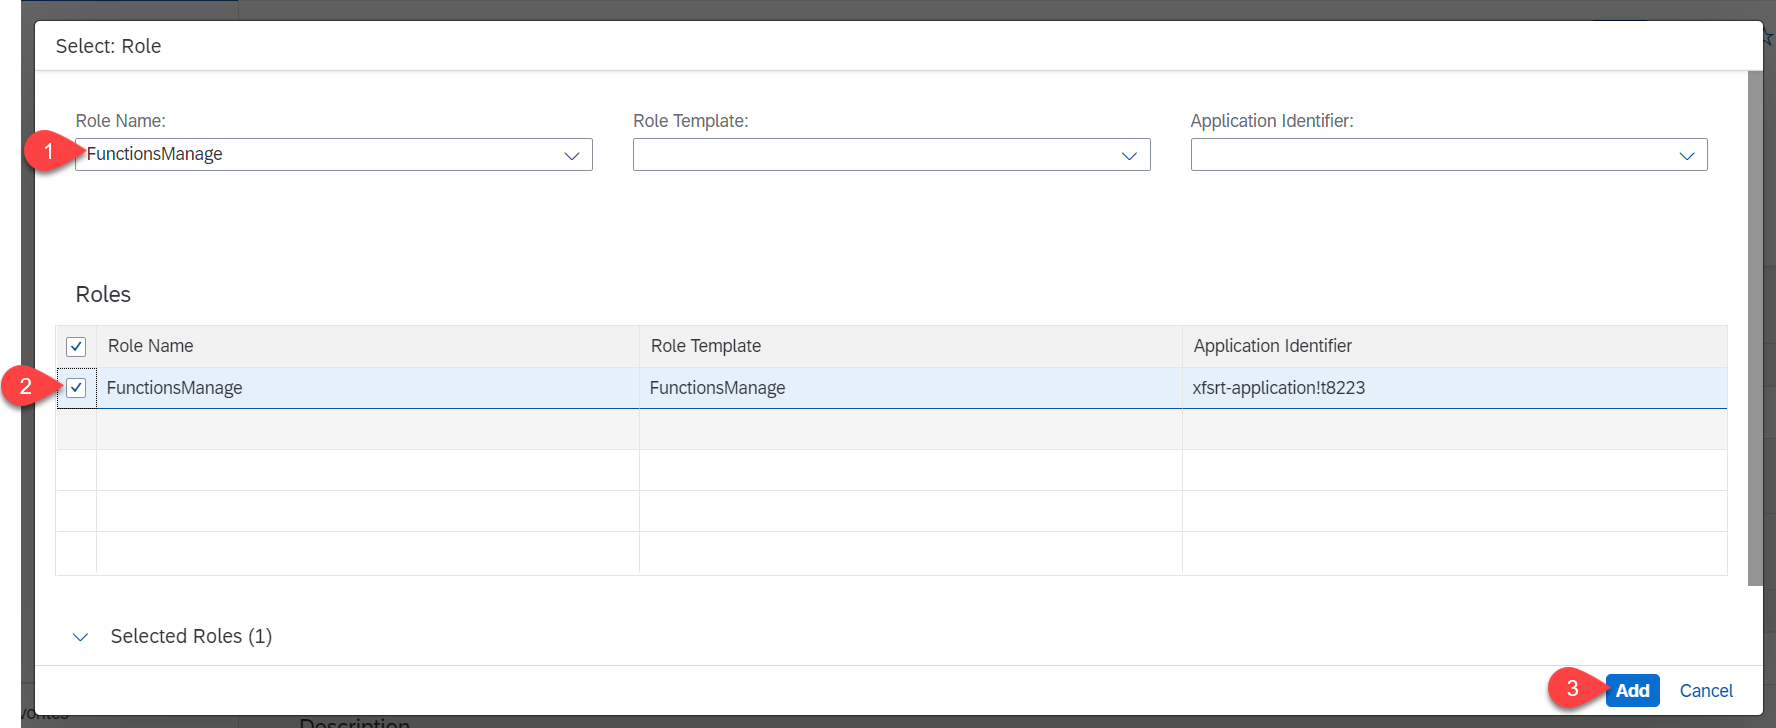 Select: Role
Role Name:
Role Template:
Application Identifier:
1
FunctionsManage
Roles
Role Name
Role Template
Application Identifier
2
FunctionsManage
FunctionsManage
xfsrt-application!t8223
Selected Roles (1)
3
Add
Cancel
Description